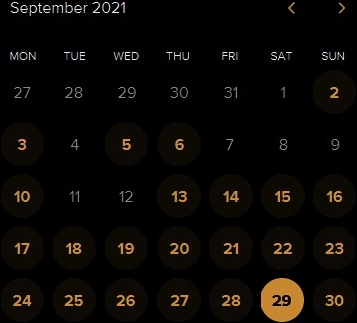 September 2021
MON TUE WED THU FRI SAT SUN
27 28 29 30 31 1 2
3 4 5 6 7 8 9
10 11 12 13 14 15 16
17 18 19 20 21 22 23
24 25 26 27 28 29 30